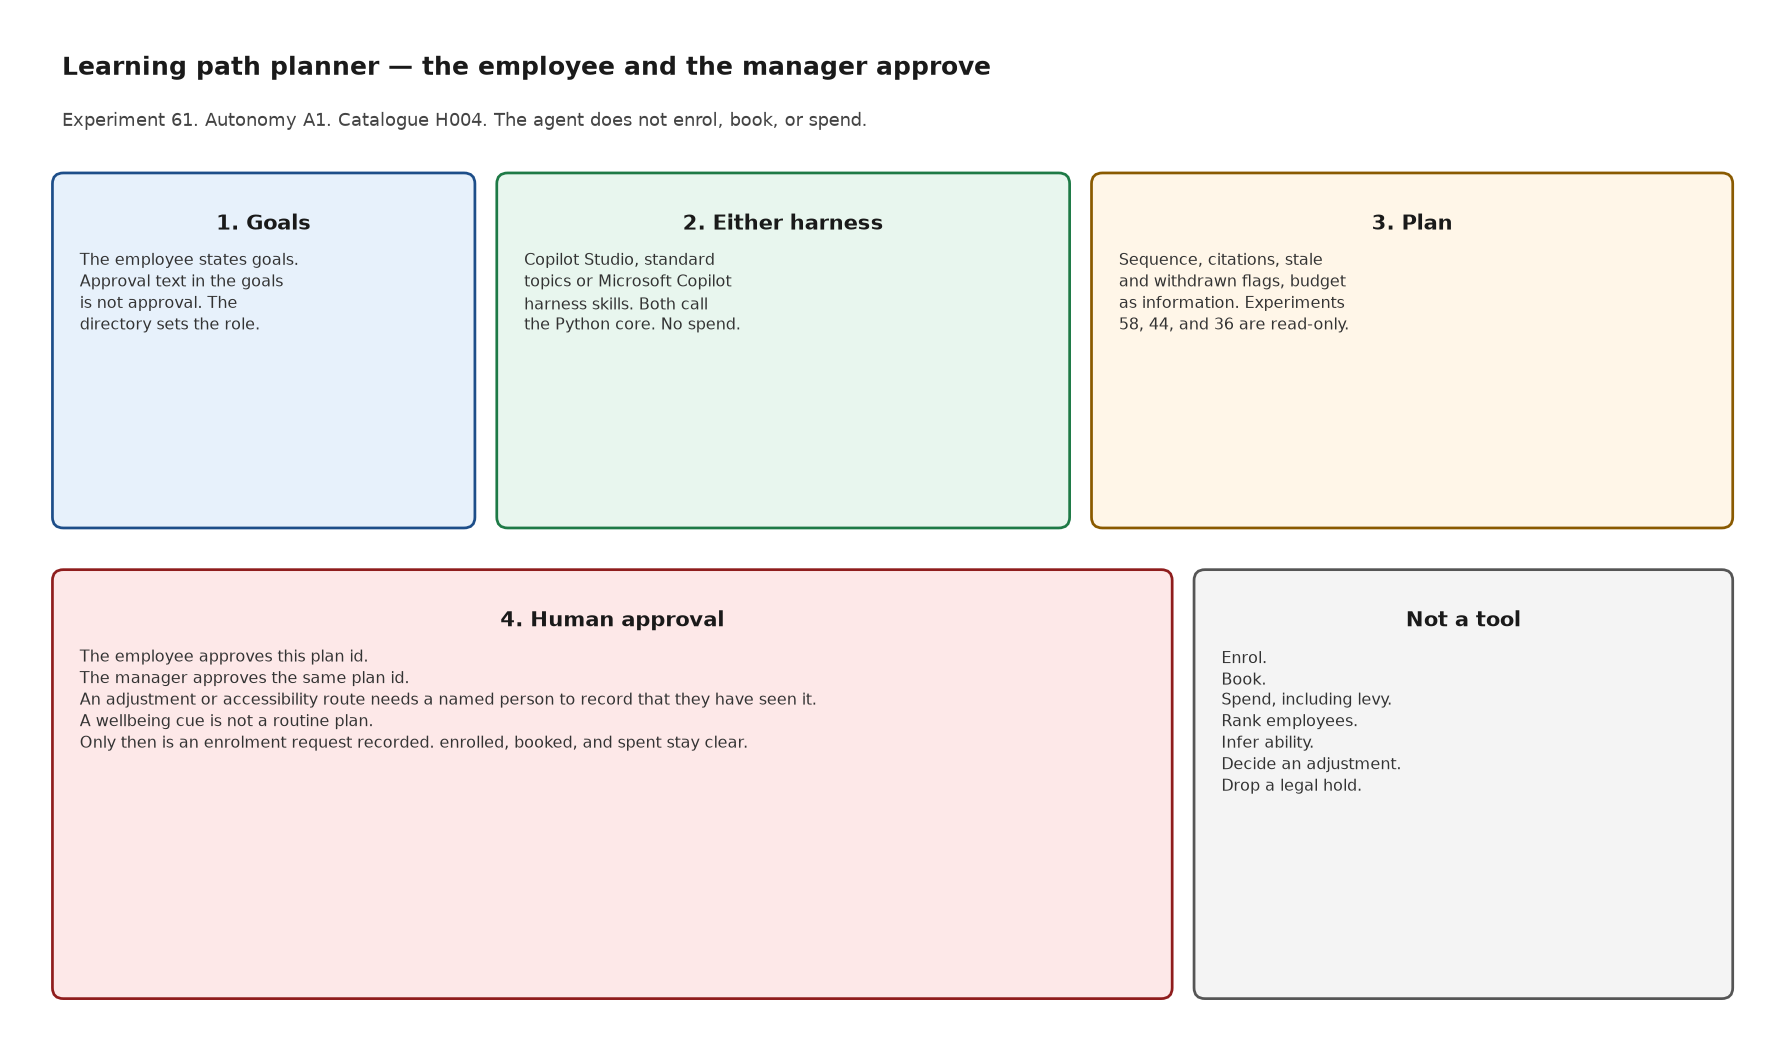 Learning path planner — the employee and the manager approve
Experiment 61. Autonomy A1. Catalogue H004. The agent does not enrol, book, or spend.
1. Goals
The employee states goals.
Approval text in the goals
is not approval. The
directory sets the role.
2. Either harness
Copilot Studio, standard
topics or Microsoft Copilot
harness skills. Both call
the Python core. No spend.
3. Plan
Sequence, citations, stale
and withdrawn flags, budget
as information. Experiments
58, 44, and 36 are read-only.
4. Human approval
The employee approves this plan id.
The manager approves the same plan id.
An adjustment or accessibility route needs a named person to record that they have seen it.
A wellbeing cue is not a routine plan.
Only then is an enrolment request recorded. enrolled, booked, and spent stay clear.
Not a tool
Enrol.
Book.
Spend, including levy.
Rank employees.
Infer ability.
Decide an adjustment.
Drop a legal hold.